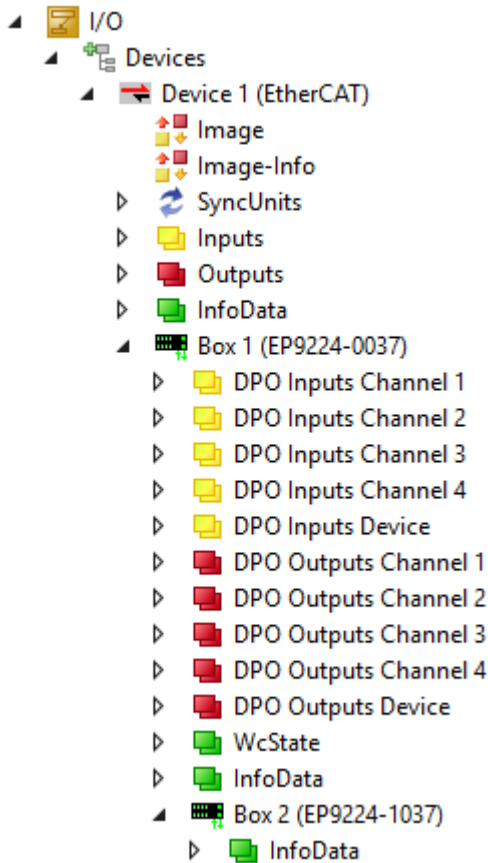 I/O
Devices
Device 1 (EtherCAT)
Image
Image-Info
SyncUnits
Inputs
Outputs
InfoData
Box 1 (EP9224-0037)
DPO Inputs Channel 1
DPO Inputs Channel 2
DPO Inputs Channel 3
DPO Inputs Channel 4
DPO Inputs Device
DPO Outputs Channel 1
DPO Outputs Channel 2
DPO Outputs Channel 3
DPO Outputs Channel 4
DPO Outputs Device
WcState
InfoData
Box 2 (EP9224-1037)
InfoData